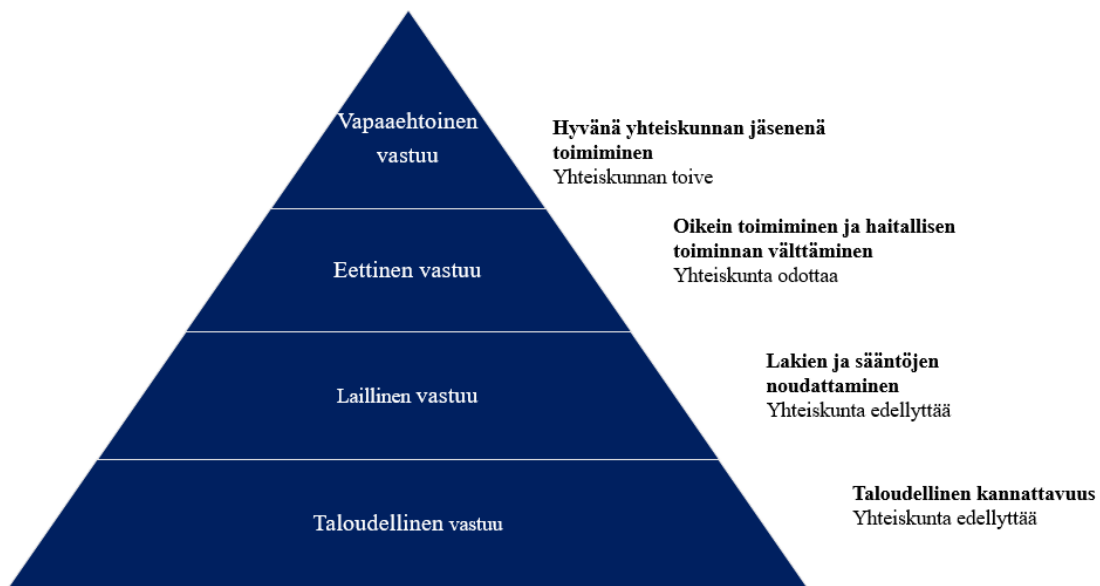 Vapaaehtoinen
vastuu
Hyvänä yhteiskunnan jäsenenä
toimiminen
Yhteiskunnan toive
Eettinen vastuu
Oikein toimiminen ja haitallisen
toiminnan välttäminen
Yhteiskunta odottaa
Laillinen vastuu
Lakien ja sääntöjen
noudattaminen
Yhteiskunta edellyttää
Taloudellinen vastuu
Taloudellinen kannattavuus
Yhteiskunta edellyttää